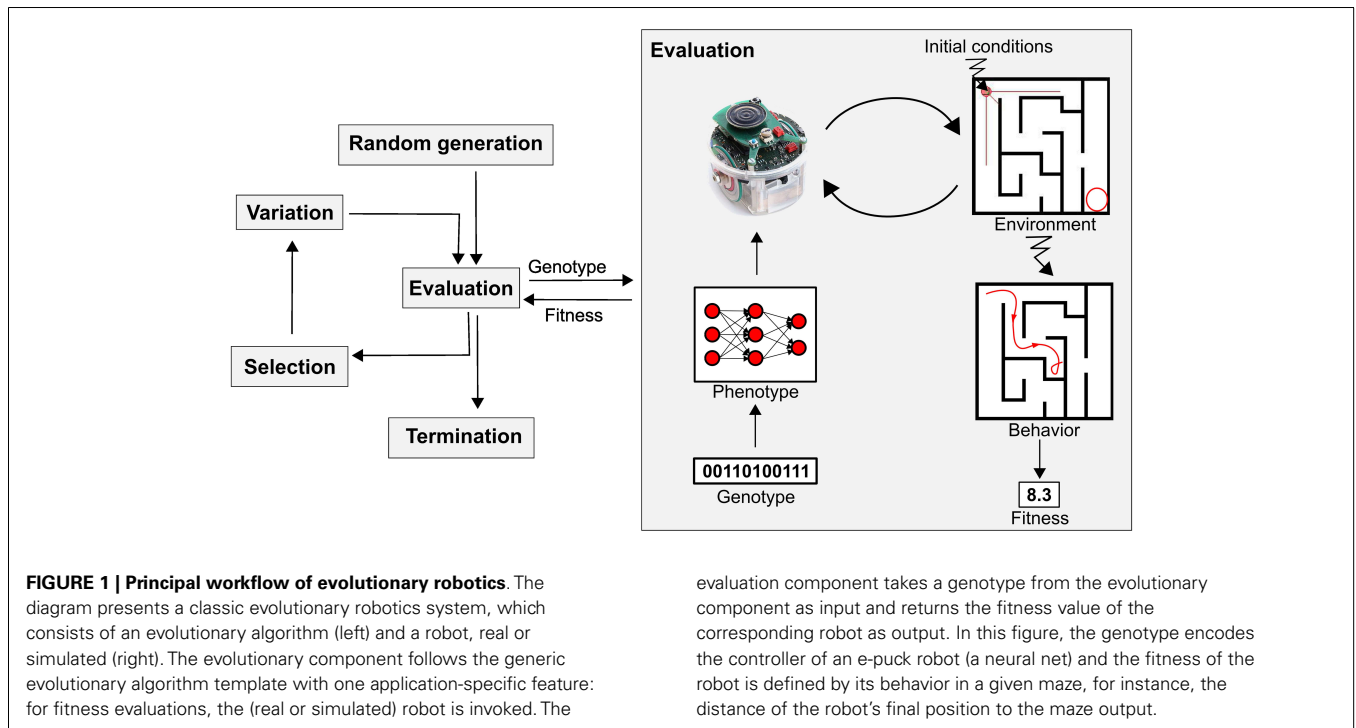 Evaluation
Initial conditions
Random generation
Variation
Evaluation
Genotype
Fitness
Selection
Termination
Environment
Phenotype
Behavior
00110100111
Genotype
8.3
Fitness
FIGURE 1 | Principal workflow of evolutionary robotics. The
diagram presents a classic evolutionary robotics system, which
consists of an evolutionary algorithm (left) and a robot, real or
simulated (right). The evolutionary component follows the generic
evolutionary algorithm template with one application-specific feature:
for fitness evaluations, the (real or simulated) robot is invoked. The
evaluation component takes a genotype from the evolutionary
component as input and returns the fitness value of the
corresponding robot as output. In this figure, the genotype encodes
the controller of an e-puck robot (a neural net) and the fitness of the
robot is defined by its behavior in a given maze, for instance, the
distance of the robot's final position to the maze output.